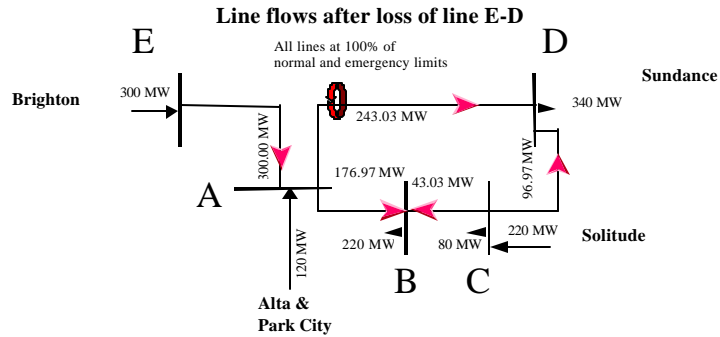 Line flows after loss of line E-D
E
D
All lines at 100% of
normal and emergency limits
Sundance
Brighton
300 MW
340 MW
243.03 MW
300.00 MW
96.97 MW
176.97 MW
43.03 MW
A
220 MW
80 MW
220 MW
Solitude
120 MW
B
C
Alta &
Park City